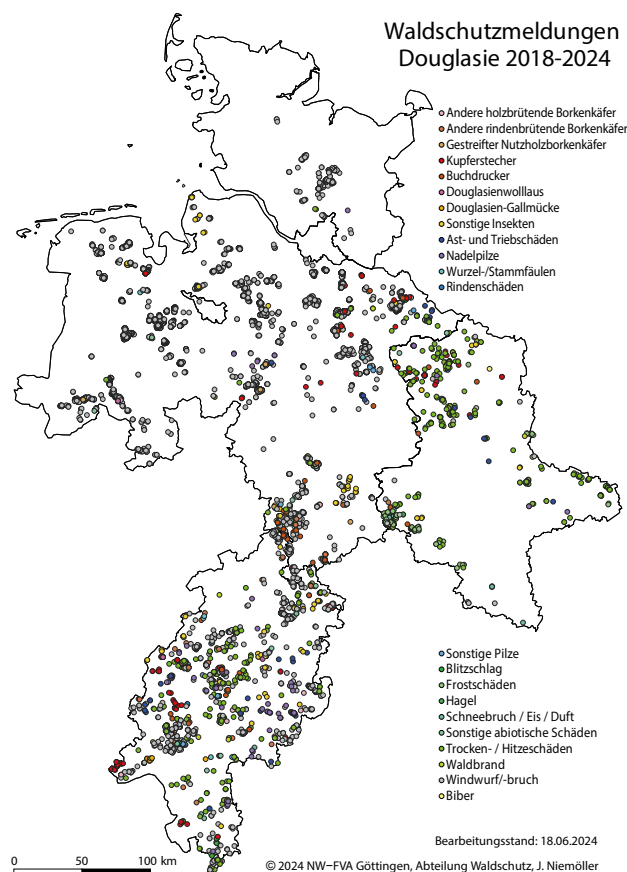 Waldschutzmeldungen
Douglasie 2018-2024
Andere holzbrütende Borkenkäfer
Andere rindenbrütende Borkenkäfer
Gestreifter Nutzholzborkenkäfer
Kupferstecher
Buchdrucker
Douglasienwolllaus
Douglasien-Gallmücke
Sonstige Insekten
Ast- und Triebschäden
Nadelpilze
Wurzel-/Stammfäulen
Rindenschäden
Sonstige Pilze
Blitzschlag
Frostschäden
Hagel
Schneebruch / Eis / Duft
Sonstige abiotische Schäden
Trocken- / Hitzeschäden
Waldbrand
Windwurf/-bruch
Biber
Bearbeitungsstand: 18.06.2024
0 50 100 km
© 2024 NW-FVA Göttingen, Abteilung Waldschutz, J. Niemöller